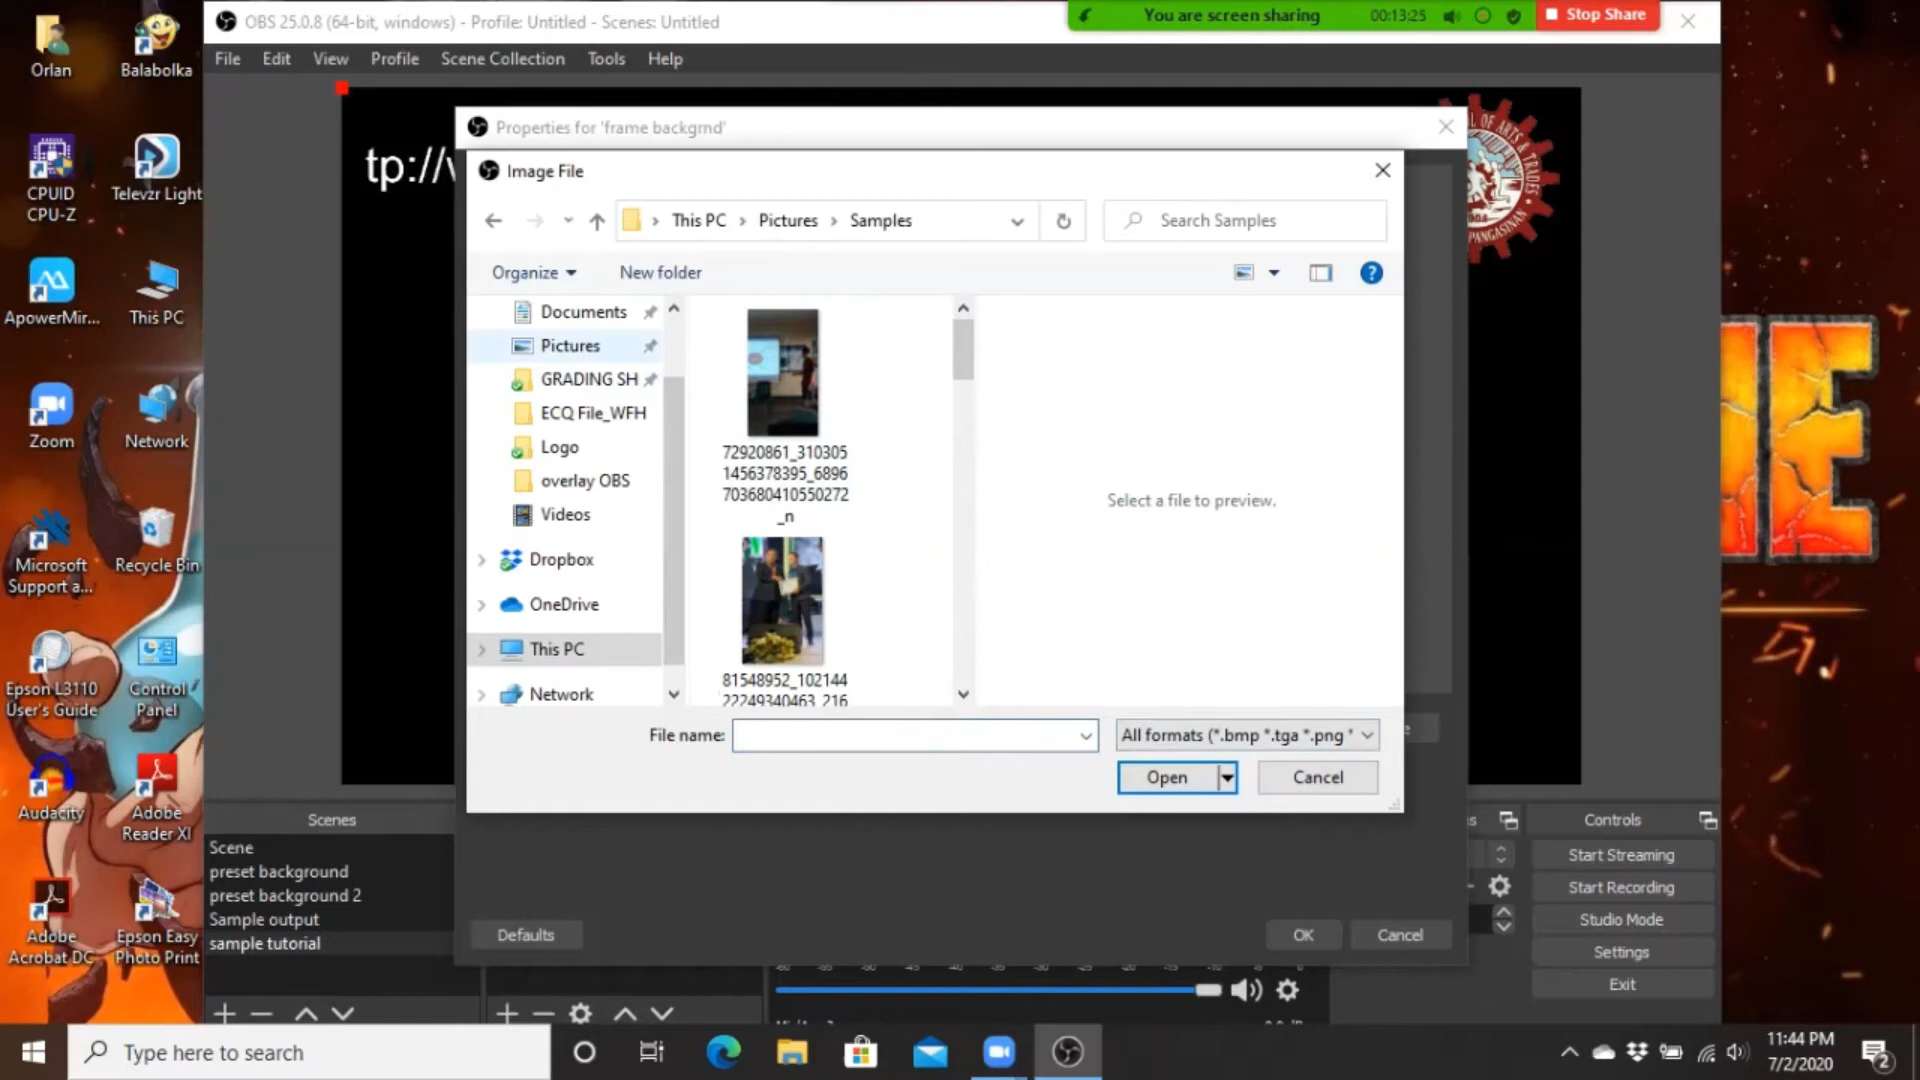 OBS 25.0.8 (64-bit, windows) - Profile: Untitled - Scenes: Untitled
You are screen sharing
00:13:25
Stop Share
File Edit View Profile Scene Collection Tools Help
Orlan
Balabolka
CPUID
CPU-Z
Televzr Light
ApowerMir...
This PC
Zoom
Network
Microsoft
Support a...
Recycle Bin
Epson L3110
User's Guide
Control
Panel
Audacity
Adobe
Reader XI
Adobe
Acrobat DC
Epson Easy
Photo Print
tp://
OF ARTS & TRADES
PANGASINAN
Properties for 'frame backgrnd'
Image File
This PC > Pictures > Samples
Search Samples
Organize
New folder
Documents
Pictures
GRADING SH
ECQ File_WFH
Logo
overlay OBS
Videos
Dropbox
OneDrive
This PC
Network
72920861_310305
1456378395_6896
703680410550272
_n
81548952_102144
22249340463_216
Select a file to preview.
File name:
All formats (*.bmp *.tga *.png *
Open
Cancel
Defaults
OK
Cancel
Scenes
Scene
preset background
preset background 2
Sample output
sample tutorial
Controls
Start Streaming
Start Recording
Studio Mode
Settings
Exit
Type here to search
11:44 PM
7/2/2020
2